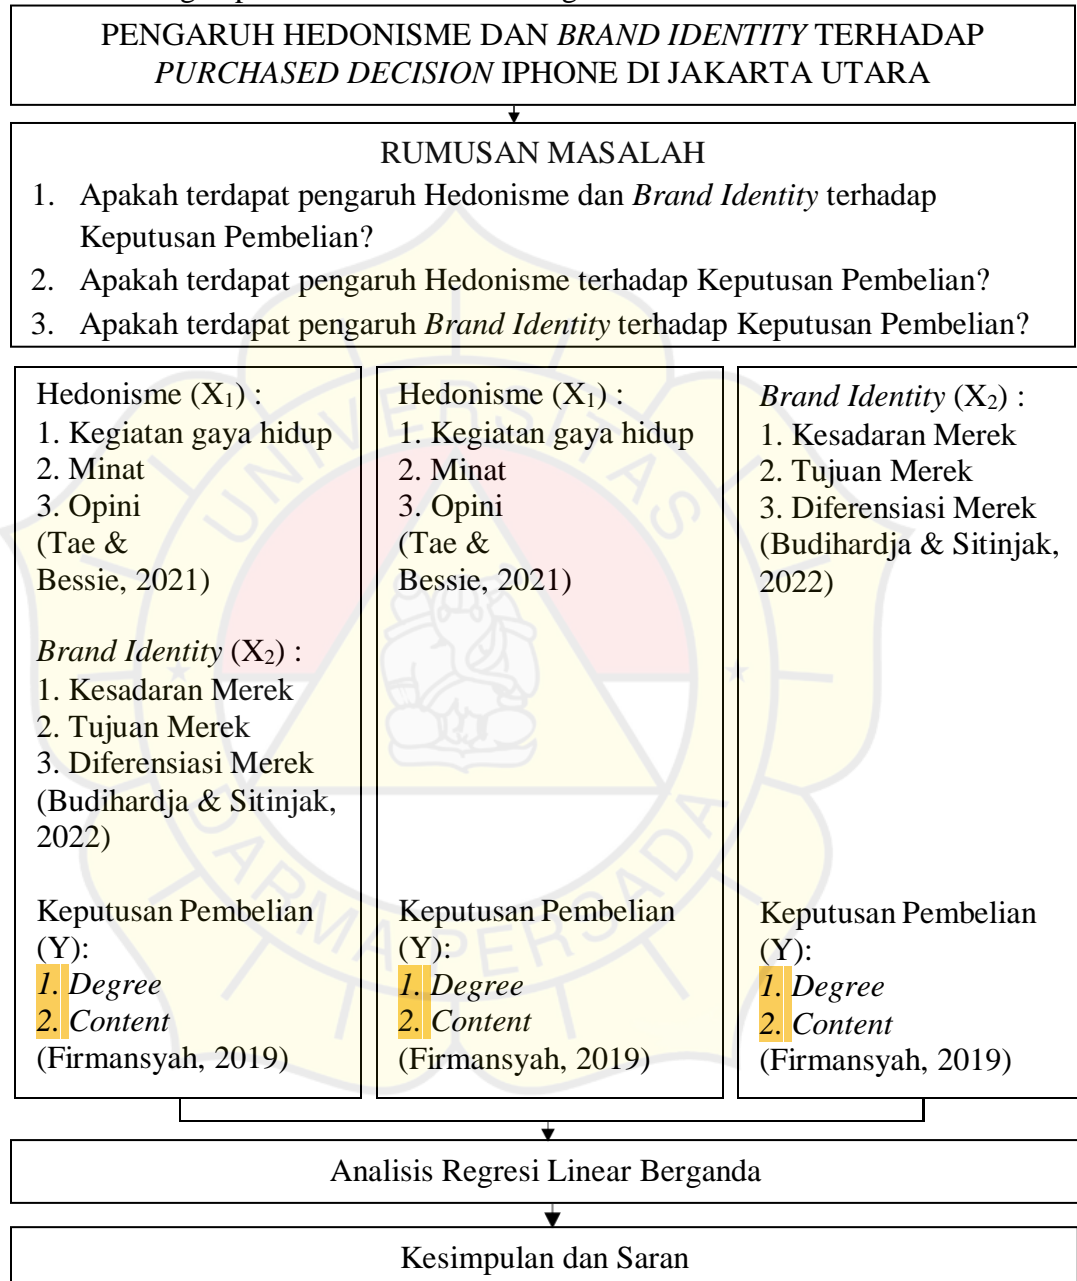 PENGARUH HEDONISME DAN BRAND IDENTITY TERHADAP
PURCHASED DECISION IPHONE DI JAKARTA UTARA
RUMUSAN MASALAH
1. Apakah terdapat pengaruh Hedonisme dan Brand Identity terhadap
Keputusan Pembelian?
2. Apakah terdapat pengaruh Hedonisme terhadap Keputusan Pembelian?
3. Apakah terdapat pengaruh Brand Identity terhadap Keputusan Pembelian?
Hedonisme (X₁) :
1. Kegiatan gaya hidup
2. Minat
3. Opini
(Tae &
Bessie, 2021)
Brand Identity (X₂) :
1. Kesadaran Merek
2. Tujuan Merek
3. Diferensiasi Merek
(Budihardja & Sitinjak,
2022)
Keputusan Pembelian
(Y):
1. Degree
2. Content
(Firmansyah, 2019)
Hedonisme (X₁) :
1. Kegiatan gaya hidup
2. Minat
3. Opini
(Tae &
Bessie, 2021)
Keputusan Pembelian
(Y):
1. Degree
2. Content
(Firmansyah, 2019)
Brand Identity (X₂) :
1. Kesadaran Merek
2. Tujuan Merek
3. Diferensiasi Merek
(Budihardja & Sitinjak,
2022)
Keputusan Pembelian
(Y):
1. Degree
2. Content
(Firmansyah, 2019)
Analisis Regresi Linear Berganda
Kesimpulan dan Saran
UNIVERSITAS
DARMA PERSADA